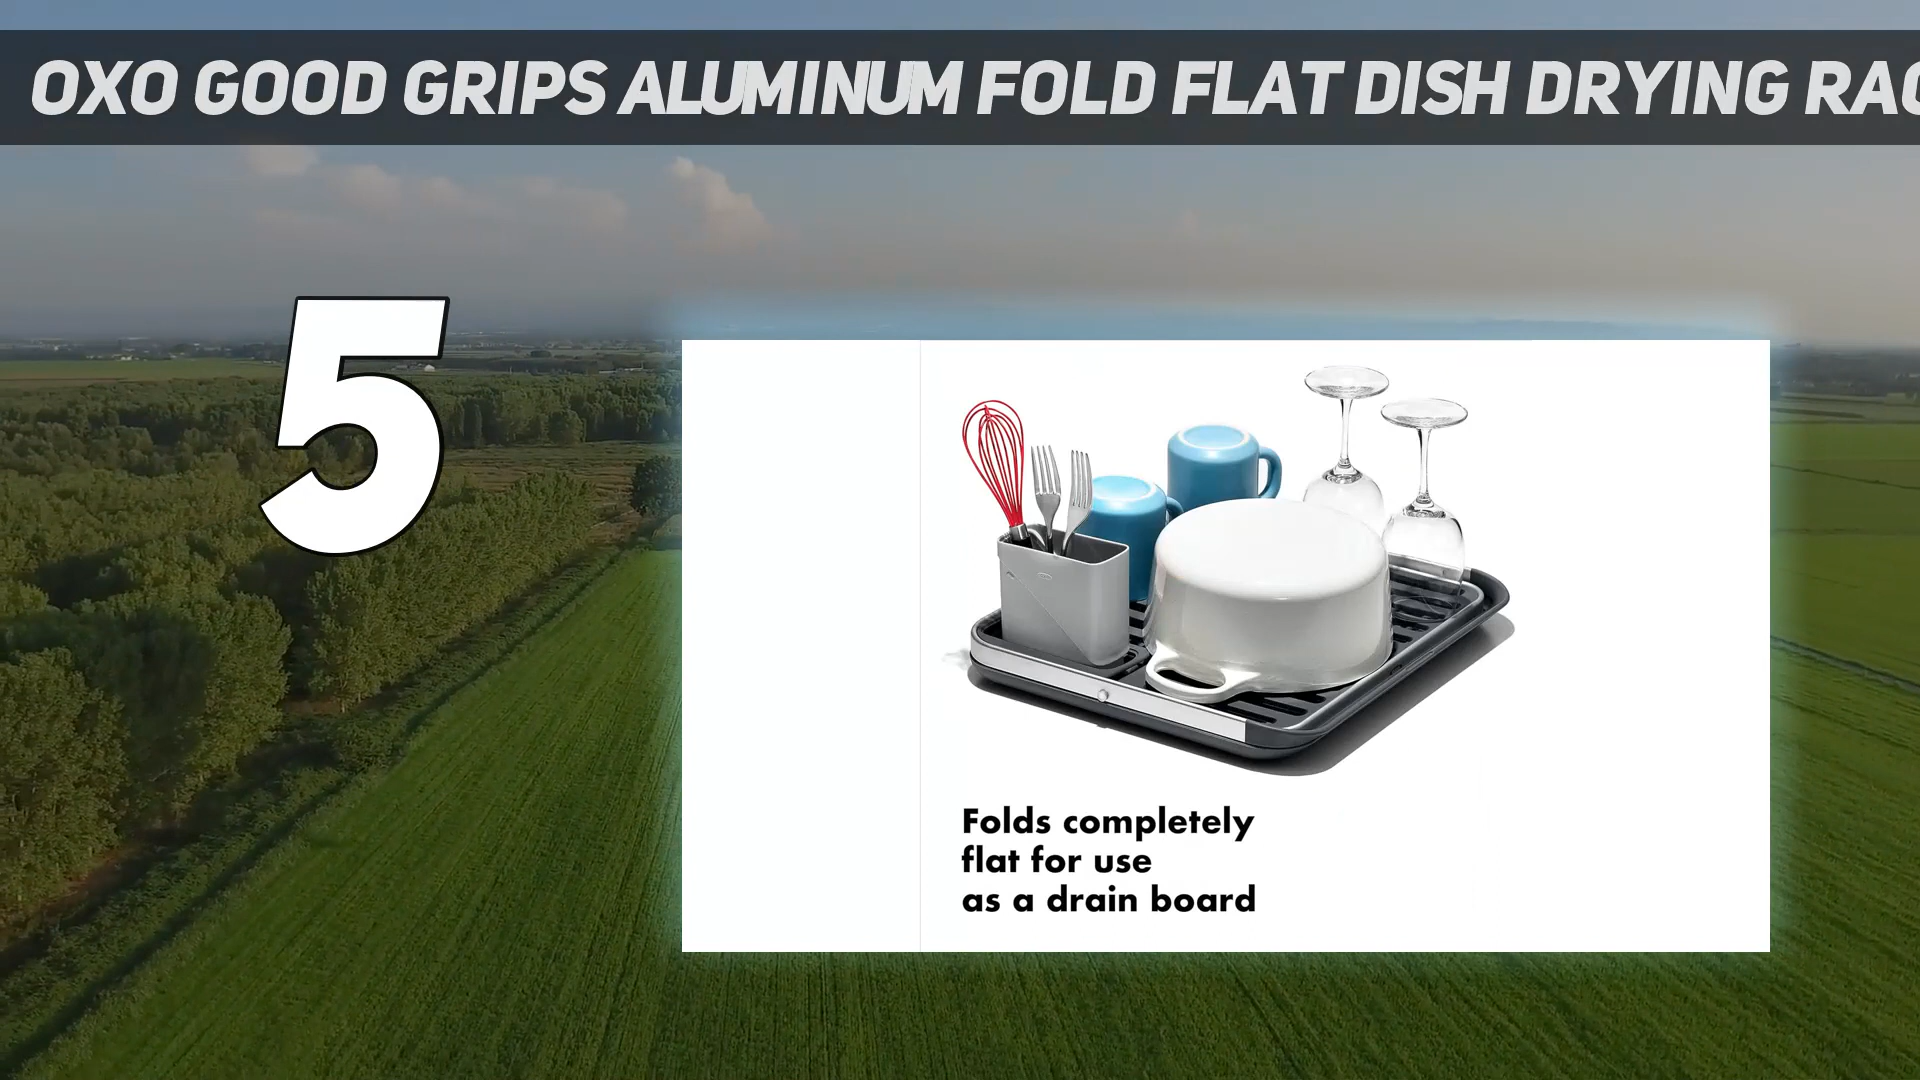 OXO GOOD GRIPS ALUMINUM FOLD FLAT DISH DRYING RAC
5
Folds completely
flat for use
as a drain board